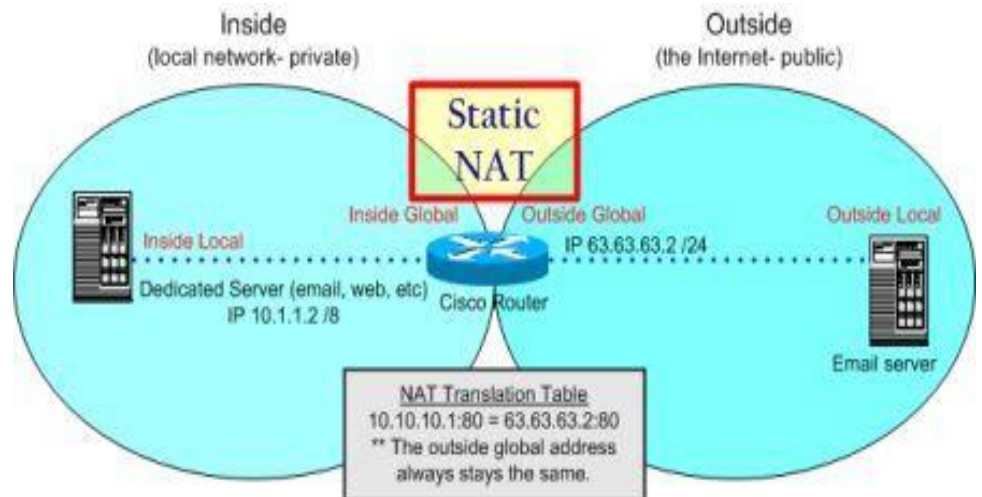 Inside
(local network- private)
Outside
(the Internet- public)
Static
NAT
Inside Global
Outside Global
Outside Local
Inside Local
IP 63.63.63.2 /24
Dedicated Server (email, web, etc)
IP 10.1.1.2 /8
Cisco Router
Email server
NAT Translation Table
10.10.10.1:80 = 63.63.63.2:80
** The outside global address
always stays the same.